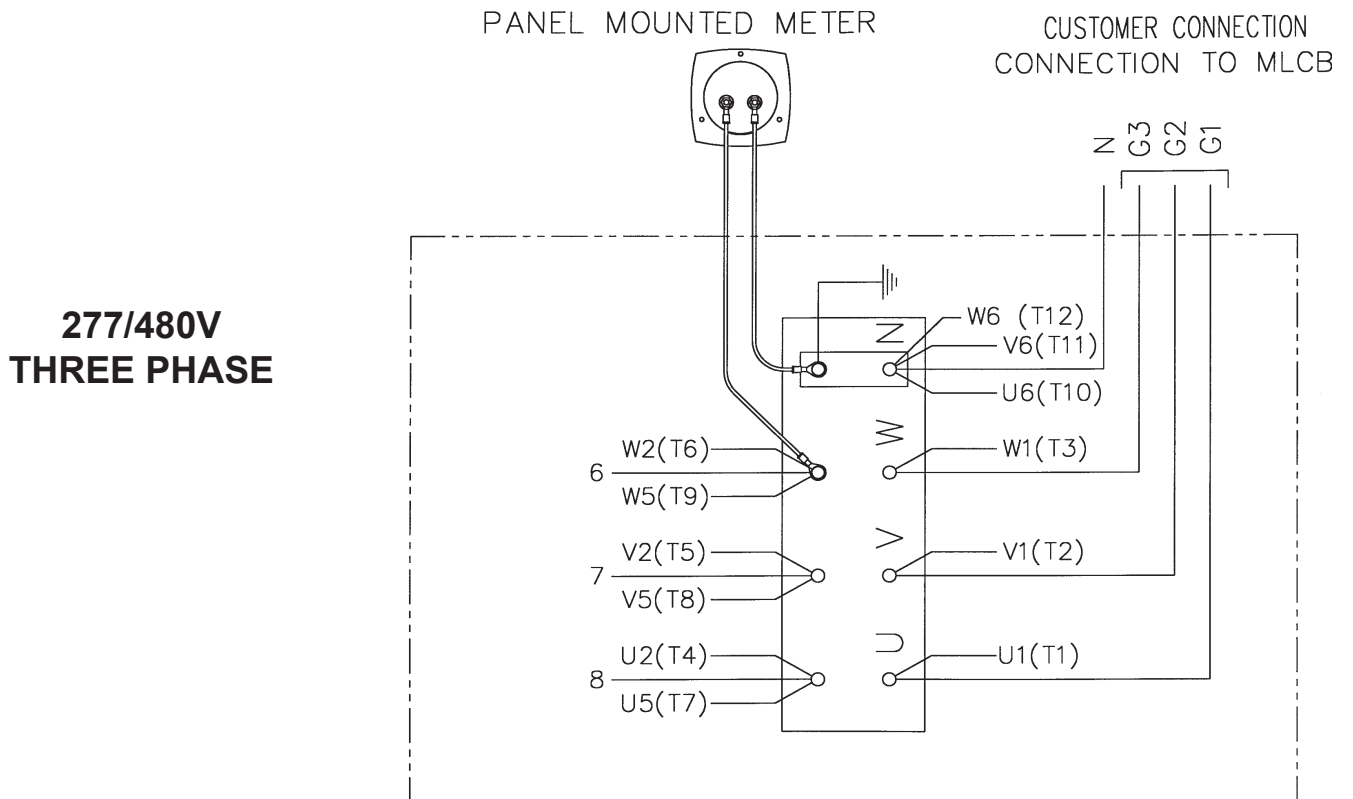 PANEL MOUNTED METER
CUSTOMER CONNECTION
CONNECTION TO MLCB
N
G3
G2
G1
277/480V
THREE PHASE
N
W6 (T12)
V6(T11)
U6(T10)
W
W2(T6)
6
W5(T9)
W1(T3)
V
V2(T5)
7
V5(T8)
V1(T2)
U
U2(T4)
8
U5(T7)
U1(T1)